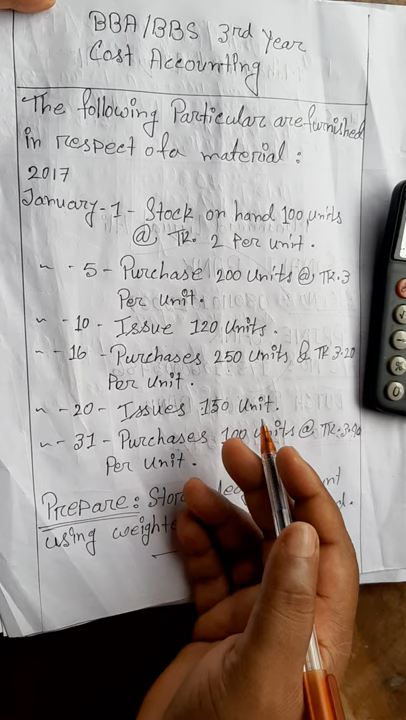 BBA/BBS 3rd Year
Cost Accounting
The following Particular are furnished
in respect of a material :
2017
January-1- Stock on hand 100 units
@ TK. 2 Per unit.
~ - 5 - Purchase 200 Units @ TK.3
Per Unit.
~ - 10 - Issue 120 Units.
- - 16 - Purchases 250 Units & TK 3.20
Per Unit.
~ - 20 - Issues 150 Unit.
~ - 31 - Purchases 100 Units @ TK.
Per Unit.
Prepare:
using